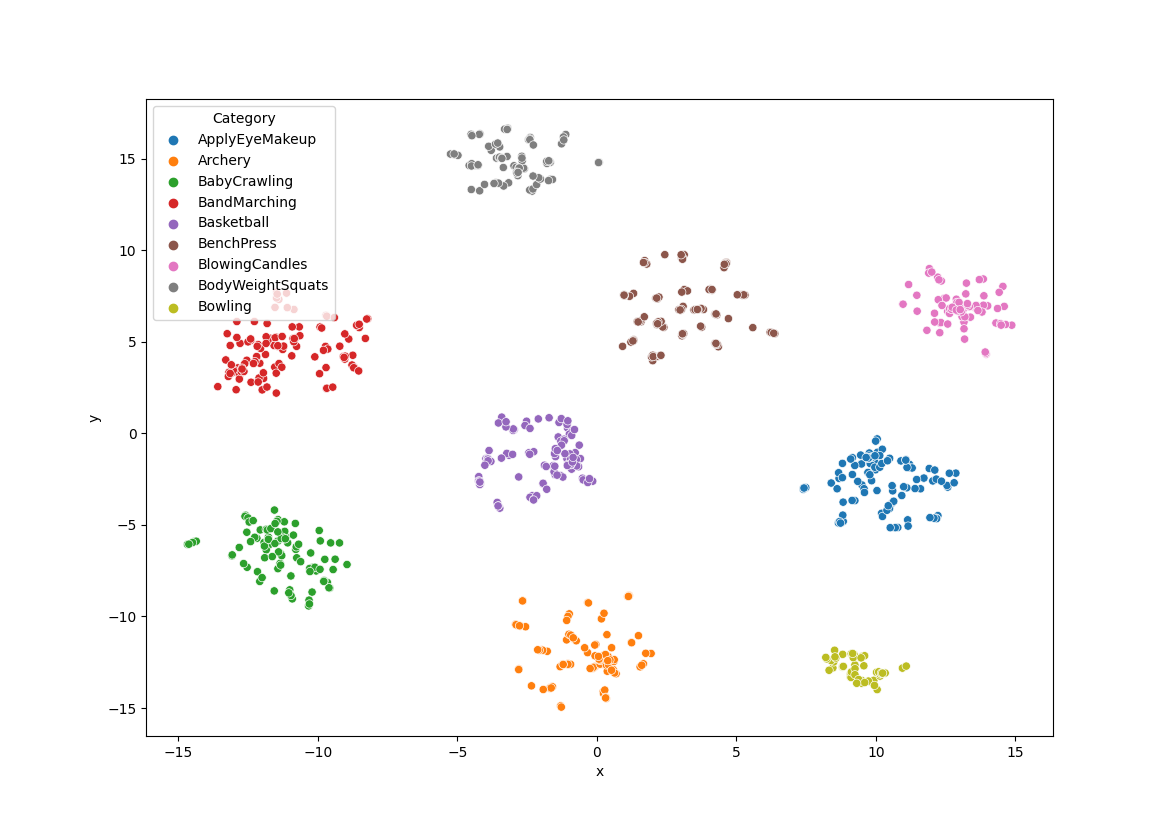 Category
ApplyEyeMakeup
Archery
BabyCrawling
BandMarching
Basketball
BenchPress
BlowingCandles
BodyWeightSquats
Bowling
15
10
5
0
−5
−10
−15
y
−15 −10 −5 0 5 10 15
x